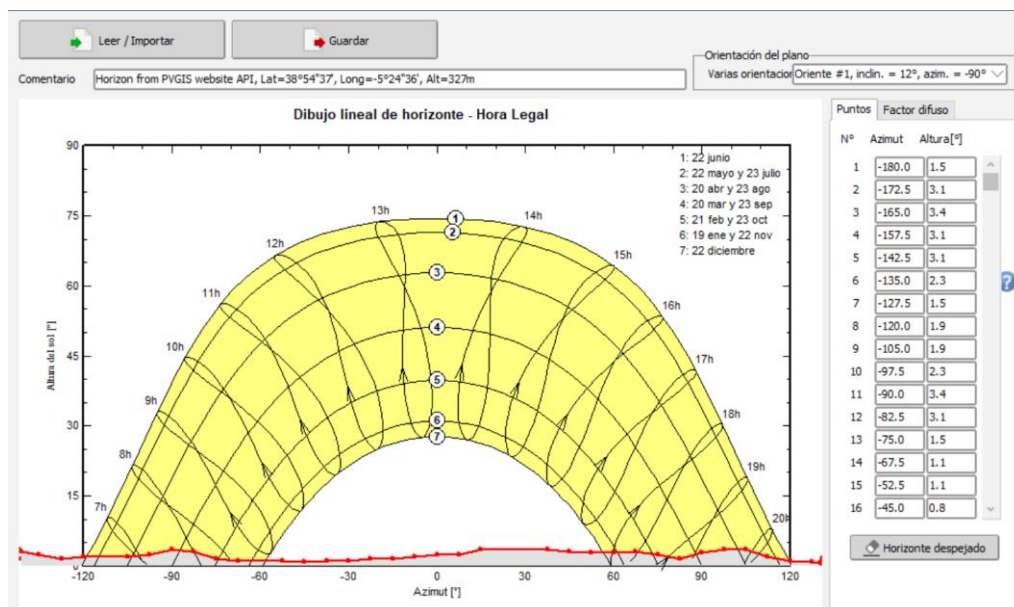 Leer / Importar
Guardar
Orientación del plano
Comentario
Horizon from PVGIS website API, Lat=38°54"37', Long=-5°24"36', Alt=327m
Varias orientacion
Oriente #1, inclin. = 12°, azim. = -90°
Dibujo lineal de horizonte - Hora Legal
Puntos
Factor difuso
Nº Azimut Altura[°]
1 -180.0 1.5
2 -172.5 3.1
3 -165.0 3.4
4 -157.5 3.1
5 -142.5 3.1
6 -135.0 2.3
7 -127.5 1.5
8 -120.0 1.9
9 -105.0 1.9
10 -97.5 2.3
11 -90.0 3.4
12 -82.5 3.1
13 -75.0 1.5
14 -67.5 1.1
15 -52.5 1.1
16 -45.0 0.8
Horizonte despejado
?
1: 22 junio
2: 22 mayo y 23 julio
3: 20 abr y 23 ago
4: 20 mar y 23 sep
5: 21 feb y 23 oct
6: 19 ene y 22 nov
7: 22 diciembre
90
75
60
45
30
15
Altura del sol [°]
7h
8h
9h
10h
11h
12h
13h
14h
15h
16h
17h
18h
19h
20h
1
2
3
4
5
6
7
-120 -90 -60 -30 0 30 60 90 120
Azimut [°]